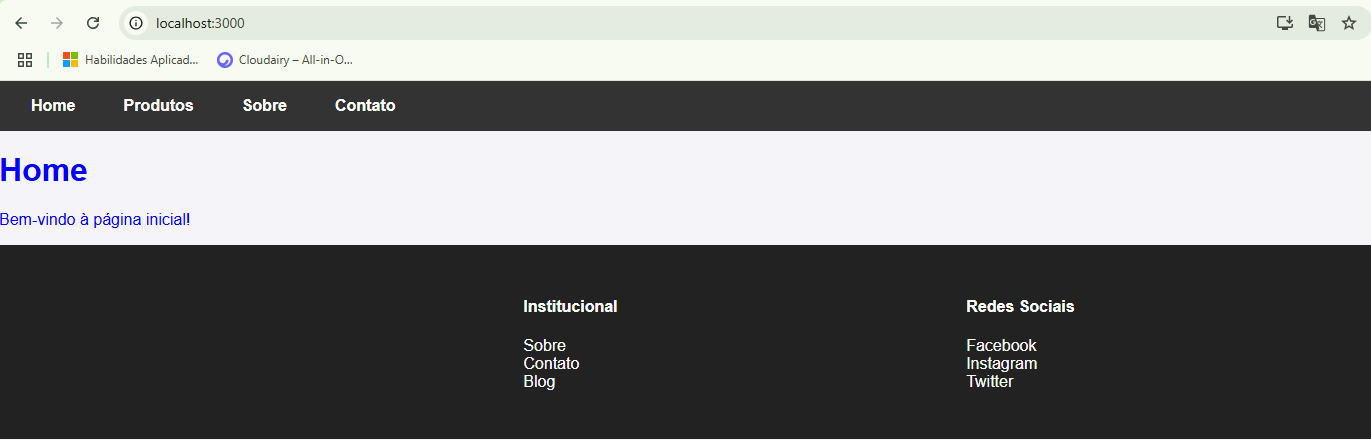 localhost:3000
Habilidades Aplicad...
Cloudairy – All-in-O...
Home Produtos Sobre Contato
Home
Bem-vindo à página inicial!
Institucional
Sobre
Contato
Blog
Redes Sociais
Facebook
Instagram
Twitter